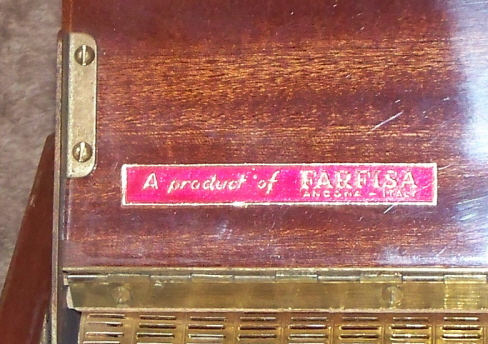 A product of FARFISA
ANCONA - ITALY